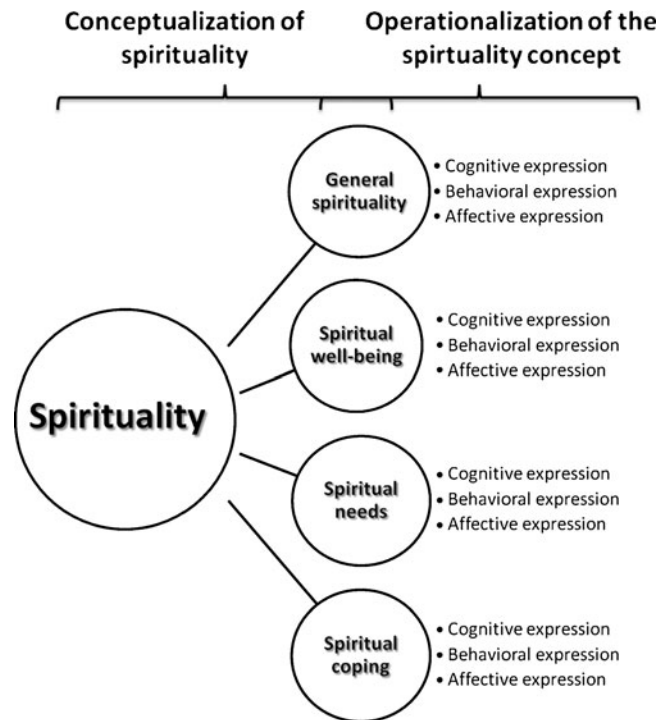 Conceptualization of
spirituality
Operationalization of the
spirtuality concept
General
spirituality
• Cognitive expression
• Behavioral expression
• Affective expression
Spiritual
well-being
• Cognitive expression
• Behavioral expression
• Affective expression
Spirituality
Spiritual
needs
• Cognitive expression
• Behavioral expression
• Affective expression
Spiritual
coping
• Cognitive expression
• Behavioral expression
• Affective expression